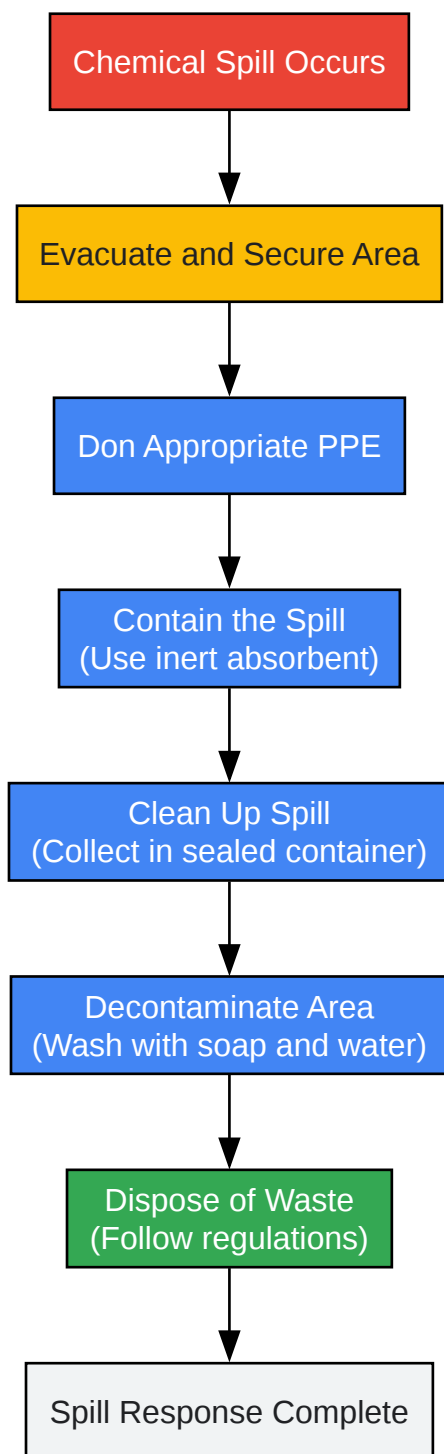 Chemical Spill Occurs
Evacuate and Secure Area
Don Appropriate PPE
Contain the Spill
(Use inert absorbent)
Clean Up Spill
(Collect in sealed container)
Decontaminate Area
(Wash with soap and water)
Dispose of Waste
(Follow regulations)
Spill Response Complete